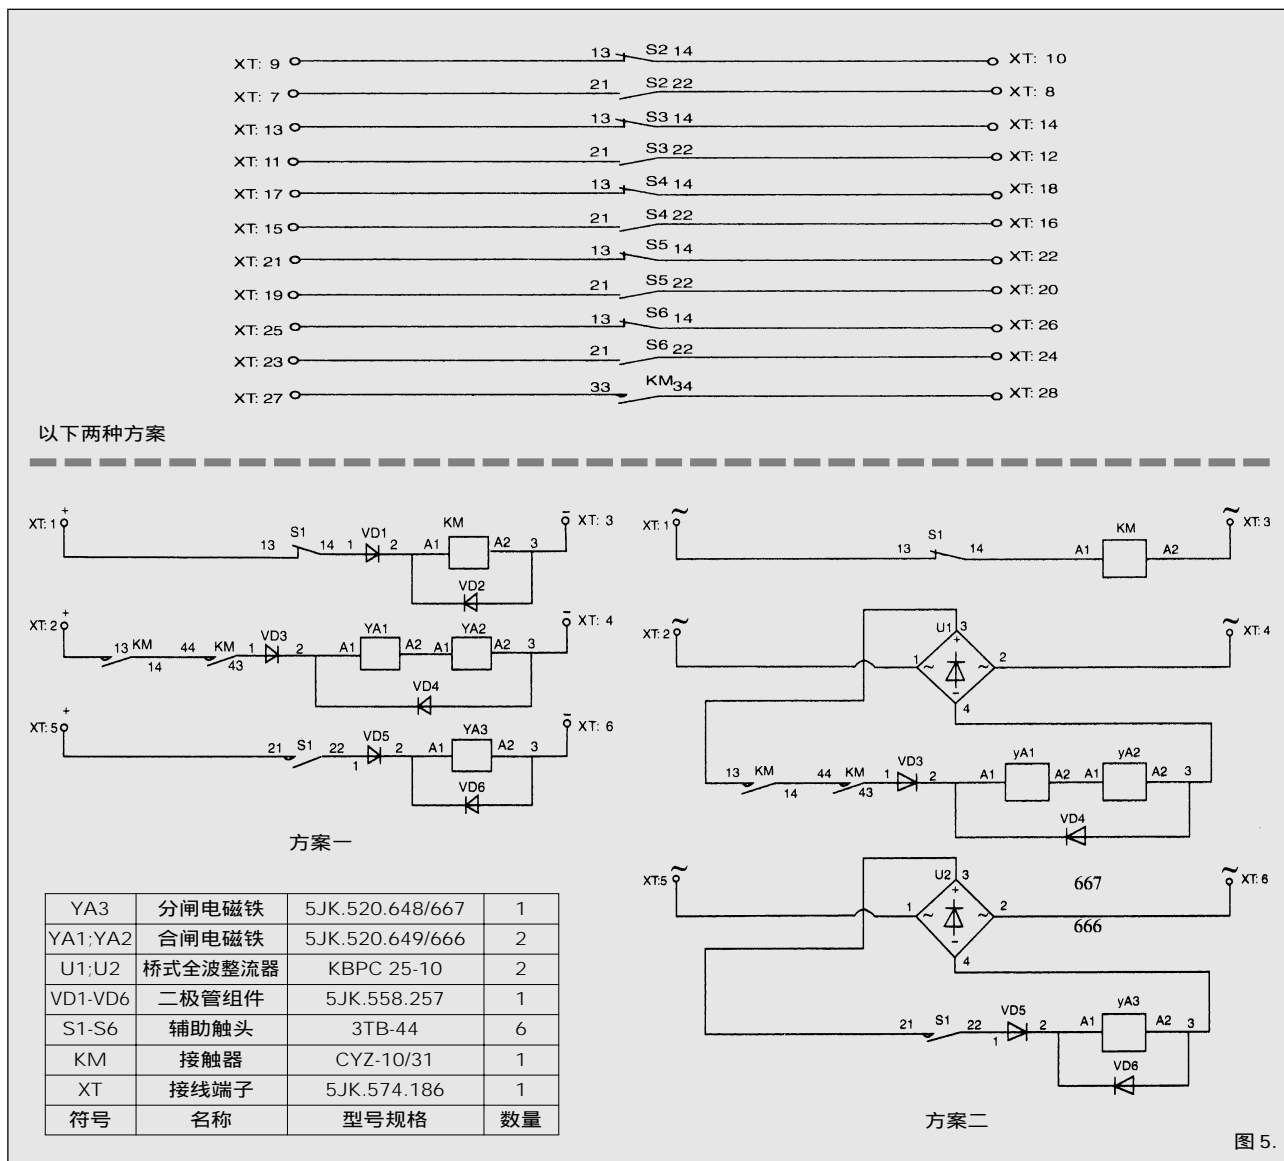 XT: 9 13 S2 14 XT: 10
XT: 7 21 S2 22 XT: 8
XT: 13 13 S3 14 XT: 14
XT: 11 21 S3 22 XT: 12
XT: 17 13 S4 14 XT: 18
XT: 15 21 S4 22 XT: 16
XT: 21 13 S5 14 XT: 22
XT: 19 21 S5 22 XT: 20
XT: 25 13 S6 14 XT: 26
XT: 23 21 S6 22 XT: 24
XT: 27 33 KM 34 XT: 28
以下两种方案
+ −
XT: 1 13 S1 14 1 VD1 2 A1 KM A2 3 XT: 3
VD2
+ −
XT: 2 13 KM 14 44 KM 43 1 VD3 2 A1 YA1 A2 A1 YA2 A2 3 XT: 4
VD4
+ −
XT: 5 21 S1 22 1 VD5 2 A1 YA3 A2 3 XT: 6
VD6
方案一
YA3 分闸电磁铁 5JK.520.648/667 1
YA1;YA2 合闸电磁铁 5JK.520.649/666 2
U1;U2 桥式全波整流器 KBPC 25-10 2
VD1-VD6 二极管组件 5JK.558.257 1
S1-S6 辅助触头 3TB-44 6
KM 接触器 CYZ-10/31 1
XT 接线端子 5JK.574.186 1
符号 名称 型号规格 数量
~ ~
XT: 1 13 S1 14 A1 KM A2 XT: 3
~ ~
XT: 2 U1 3 XT: 4
+
1 ~ ~ 2
−
4
13 KM 14 44 KM 43 1 VD3 2 A1 yA1 A2 A1 yA2 A2 3
VD4
~ ~
XT:5 U2 3 667 XT: 6
+
1 ~ ~ 2
666
−
4
21 S1 22 1 VD5 2 A1 yA3 A2 3
VD6
方案二
图 5.